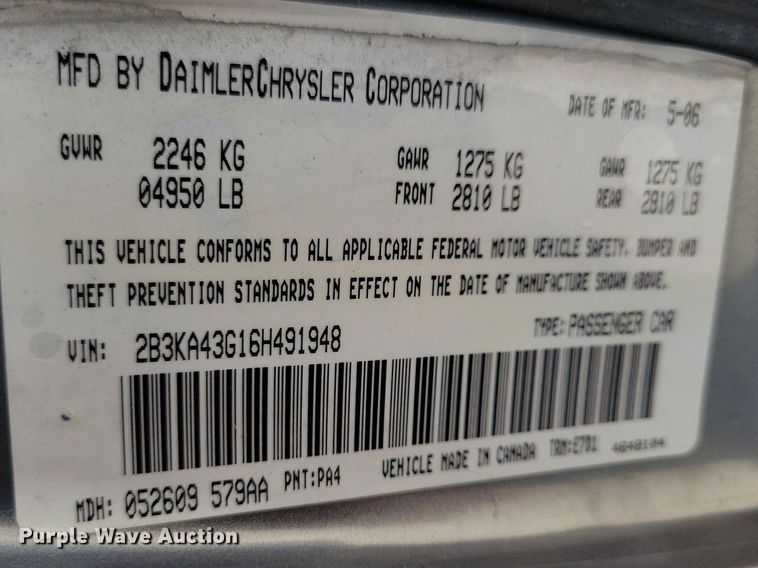 MFD BY DAIMLERCHRYSLER CORPORATION
DATE OF MFR: 5-06
GVWR 2246 KG GAWR 1275 KG GAWR 1275 KG
04950 LB FRONT 2810 LB REAR 2810 LB
THIS VEHICLE CONFORMS TO ALL APPLICABLE FEDERAL MOTOR VEHICLE SAFETY, BUMPER AND
THEFT PREVENTION STANDARDS IN EFFECT ON THE DATE OF MANUFACTURE SHOWN ABOVE.
VIN: 2B3KA43G16H491948 TYPE: PASSENGER CAR
MDH: 052609 579AA PNT:PA4 VEHICLE MADE IN CANADA TRM:E7D1 4648104
Purple Wave Auction